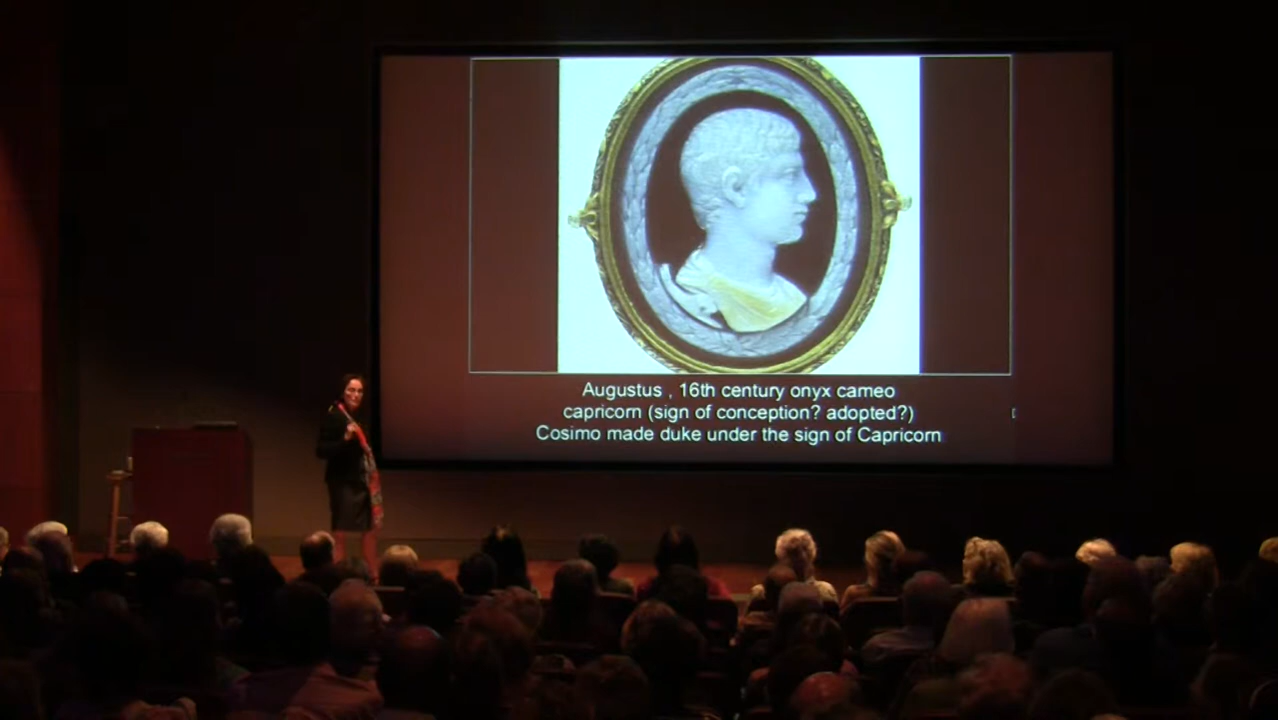 Augustus , 16th century onyx cameo
capricorn (sign of conception? adopted?)
Cosimo made duke under the sign of Capricorn